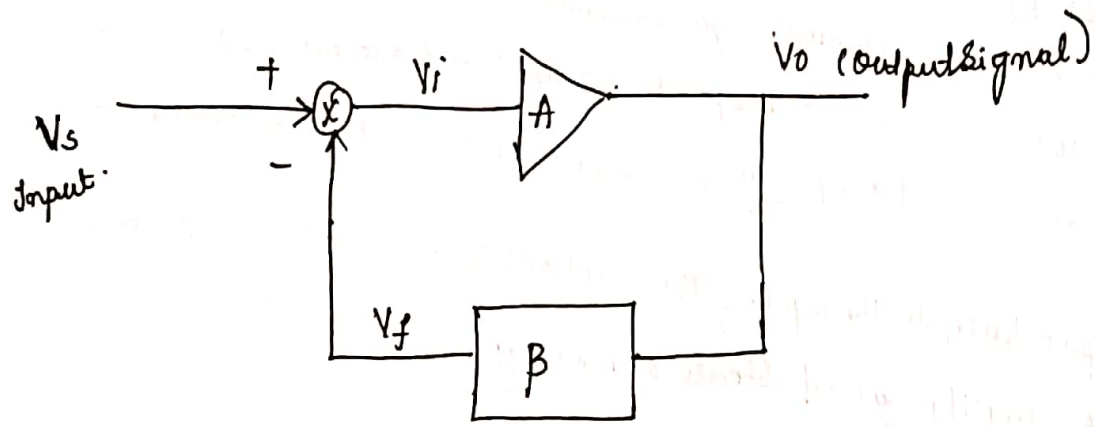 +
Vi
Vo (outputSignal)
x
A
Vs
-
Input.
Vf
β